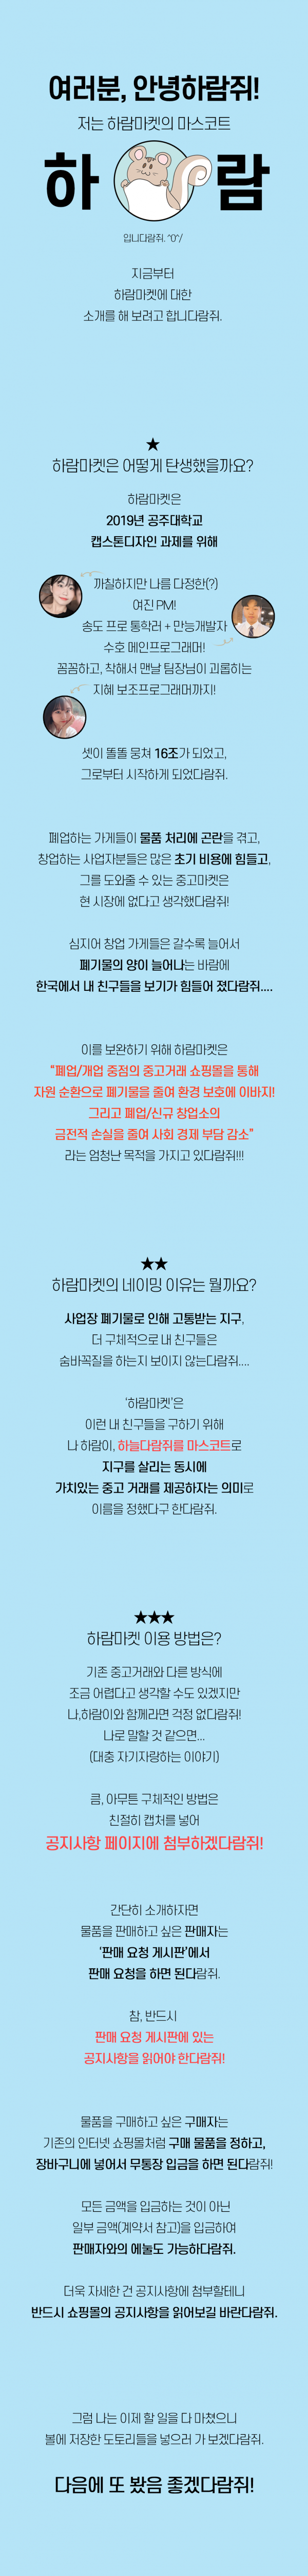 여러분, 안녕하람쥐!
저는 하람마켓의 마스코트
하 람
입니다람쥐. ^0^/
지금부터
하람마켓에 대한
소개를 해 보려고 합니다람쥐.
★
하람마켓은 어떻게 탄생했을까요?
하람마켓은
2019년 공주대학교
캡스톤디자인 과제를 위해
까칠하지만 나름 다정한(?)
여진 PM!
송도 프로 통학러 + 만능개발자
수호 메인프로그래머!
꼼꼼하고, 착해서 맨날 팀장님이 괴롭히는
지혜 보조프로그래머까지!
셋이 똘똘 뭉쳐 16조가 되었고,
그로부터 시작하게 되었다람쥐.
폐업하는 가게들이 물품 처리에 곤란을 겪고,
창업하는 사업자분들은 많은 초기 비용에 힘들고,
그를 도와줄 수 있는 중고마켓은
현 시장에 없다고 생각했다람쥐!
심지어 창업 가게들은 갈수록 늘어서
폐기물의 양이 늘어나는 바람에
한국에서 내 친구들을 보기가 힘들어 졌다람쥐....
이를 보완하기 위해 하람마켓은
"폐업/개업 중점의 중고거래 쇼핑몰을 통해
자원 순환으로 폐기물을 줄여 환경 보호에 이바지!
그리고 폐업/신규 창업소의
금전적 손실을 줄여 사회 경제 부담 감소"
라는 엄청난 목적을 가지고 있다람쥐!!!
★★
하람마켓의 네이밍 이유는 뭘까요?
사업장 폐기물로 인해 고통받는 지구,
더 구체적으로 내 친구들은
숨바꼭질을 하는지 보이지 않는다람쥐....
'하람마켓'은
이런 내 친구들을 구하기 위해
나 하람이, 하늘다람쥐를 마스코트로
지구를 살리는 동시에
가치있는 중고 거래를 제공하자는 의미로
이름을 정했다구 한다람쥐.
★★★
하람마켓 이용 방법은?
기존 중고거래와 다른 방식에
조금 어렵다고 생각할 수도 있겠지만
나,하람이와 함께라면 걱정 없다람쥐!
나로 말할 것 같으면...
(대충 자기자랑하는 이야기)
큼, 아무튼 구체적인 방법은
친절히 캡처를 넣어
공지사항 페이지에 첨부하겠다람쥐!
간단히 소개하자면
물품을 판매하고 싶은 판매자는
'판매 요청 게시판'에서
판매 요청을 하면 된다람쥐.
참, 반드시
판매 요청 게시판에 있는
공지사항을 읽어야 한다람쥐!
물품을 구매하고 싶은 구매자는
기존의 인터넷 쇼핑몰처럼 구매 물품을 정하고,
장바구니에 넣어서 무통장 입금을 하면 된다람쥐!
모든 금액을 입금하는 것이 아닌
일부 금액(계약서 참고)을 입금하여
판매자와의 에눌도 가능하다람쥐.
더욱 자세한 건 공지사항에 첨부할테니
반드시 쇼핑몰의 공지사항을 읽어보길 바란다람쥐.
그럼 나는 이제 할 일을 다 마쳤으니
볼에 저장한 도토리들을 넣으러 가 보겠다람쥐.
다음에 또 봤음 좋겠다람쥐!